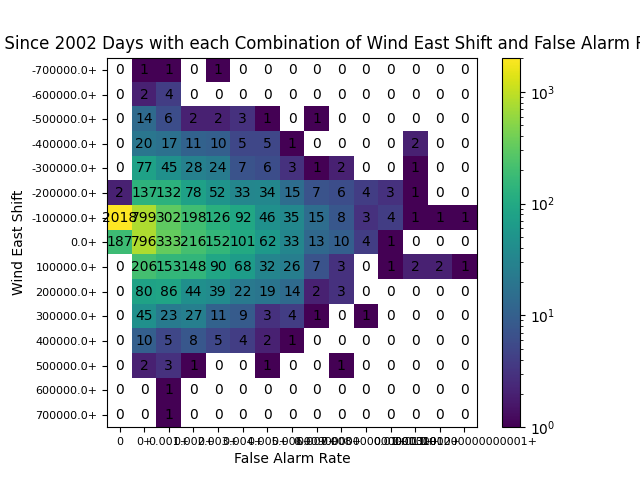 Since 2002 Days with each Combination of Wind East Shift and False Alarm
-700000.0+ 0 1 1 0 1 0 0 0 0 0 0 0 0 0 0
-600000.0+ 0 2 4 0 0 0 0 0 0 0 0 0 0 0 0
-500000.0+ 0 14 6 2 2 3 1 0 1 0 0 0 0 0 0
-400000.0+ 0 20 17 11 10 5 5 1 0 0 0 0 2 0 0
-300000.0+ 0 77 45 28 24 7 6 3 1 2 0 0 1 0 0
-200000.0+ 2 137 132 78 52 33 34 15 7 6 4 3 1 0 0
-100000.0+ 2018 799 302 198 126 92 46 35 15 8 3 4 1 1 1
0.0+ 187 796 333 216 152 101 62 33 13 10 4 1 0 0 0
100000.0+ 0 206 153 148 90 68 32 26 7 3 0 1 2 2 1
200000.0+ 0 80 86 44 39 22 19 14 2 3 0 0 0 0 0
300000.0+ 0 45 23 27 11 9 3 4 1 0 1 0 0 0 0
400000.0+ 0 10 5 8 5 4 2 1 0 0 0 0 0 0 0
500000.0+ 0 2 3 1 0 0 1 0 0 1 0 0 0 0 0
600000.0+ 0 0 1 0 0 0 0 0 0 0 0 0 0 0 0
700000.0+ 0 0 1 0 0 0 0 0 0 0 0 0 0 0 0
0 0+ 0.001+ 0.002+ 0.003+ 0.004+ 0.005+
False Alarm Rate
Wind East Shift
10³
10²
10¹
10⁰